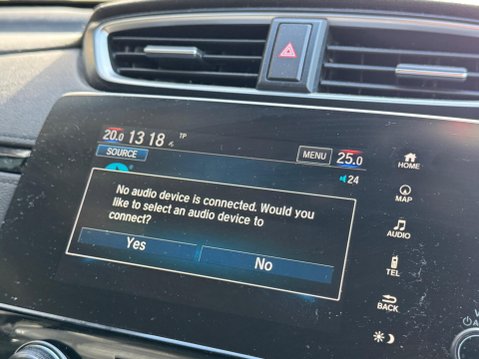 20.0 13 18 TP
SOURCE
MENU 25.0
24
No audio device is connected. Would you
like to select an audio device to
connect?
Yes
No
HOME
MAP
AUDIO
TEL
BACK